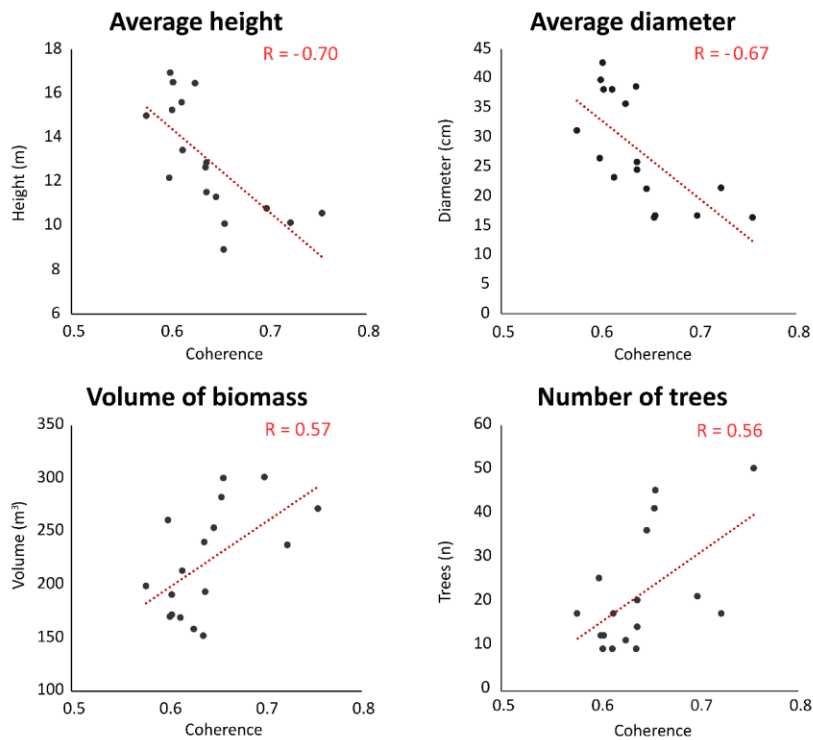 Average height
R = -0.70
Height (m)
18
16
14
12
10
8
6
0.5
0.6
0.7
0.8
Coherence
Average diameter
R = -0.67
Diameter (cm)
45
40
35
30
25
20
15
10
5
0
0.5
0.6
0.7
0.8
Coherence
Volume of biomass
R = 0.57
Volume (m³)
350
300
250
200
150
100
0.5
0.6
0.7
0.8
Coherence
Number of trees
R = 0.56
Trees (n)
60
50
40
30
20
10
0
0.5
0.6
0.7
0.8
Coherence